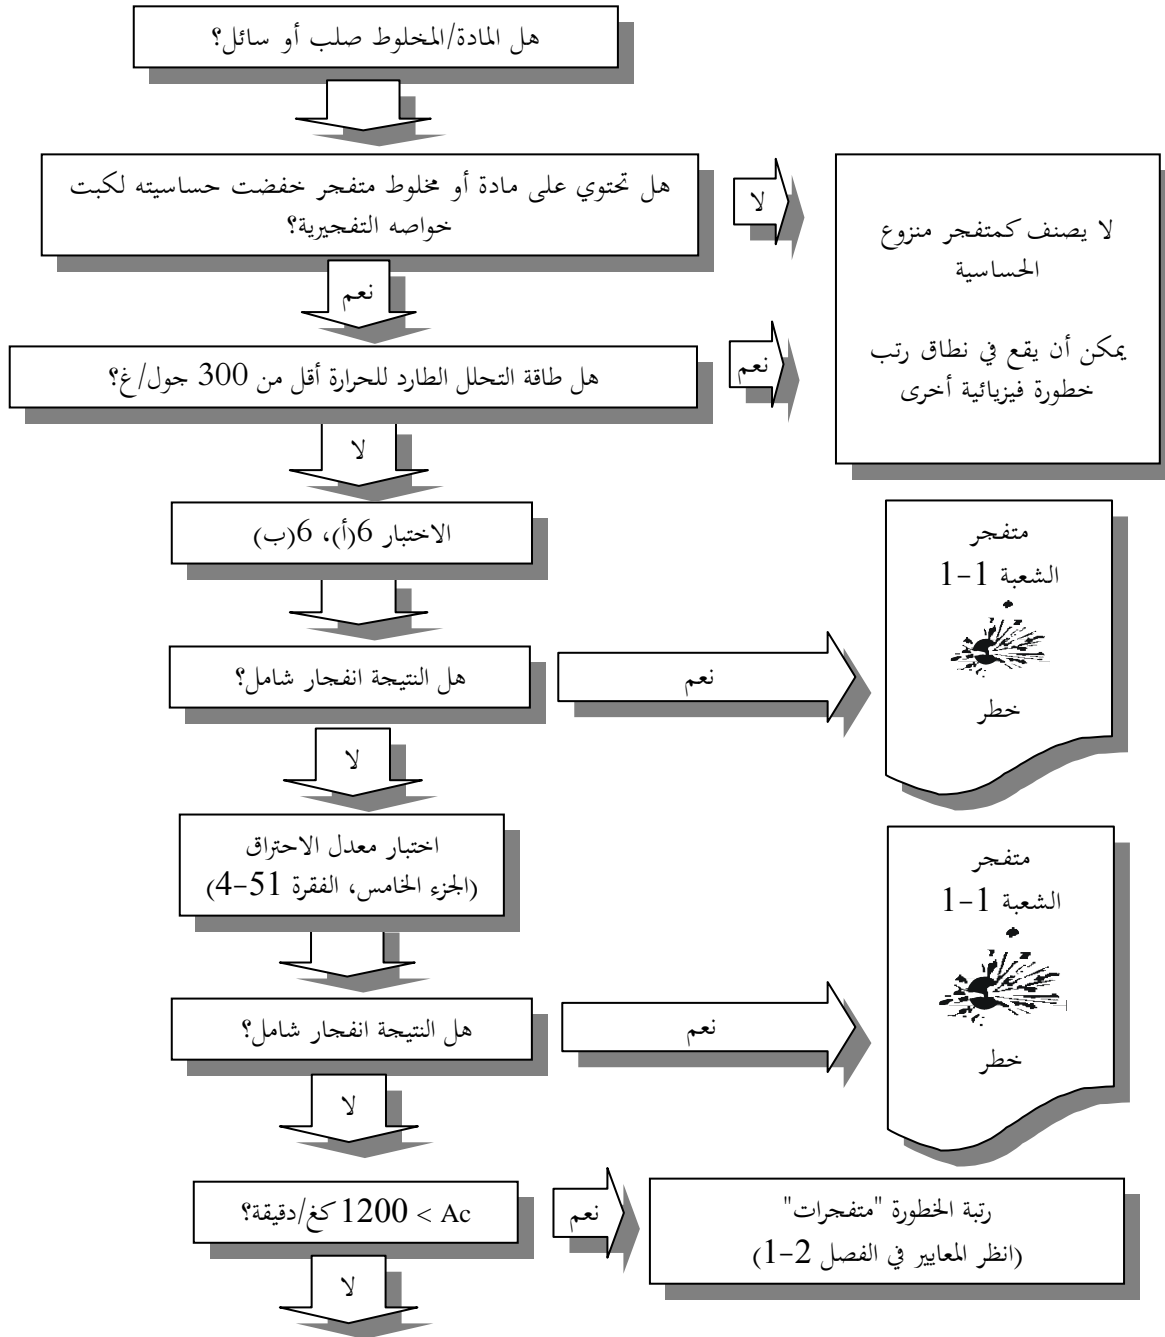 هل المادة/المخلوط صلب أو سائل؟
هل تحتوي على مادة أو مخلوط متفجر خفضت حساسيته لكبت
خواصه التفجيرية؟
لا
لا يصنف كمتفجر منزوع
الحساسية
يمكن أن يقع في نطاق رتب
خطورة فيزيائية أخرى
نعم
هل طاقة التحلل الطارد للحرارة أقل من 300 جول/غ؟
نعم
لا
الاختبار 6(أ)، 6(ب)
متفجر
الشعبة 1-1
خطر
هل النتيجة انفجار شامل؟
نعم
لا
اختبار معدل الاحتراق
(الجزء الخامس، الفقرة 51-4)
متفجر
الشعبة 1-1
خطر
هل النتيجة انفجار شامل؟
نعم
لا
1200 < Ac كغ/دقيقة؟
نعم
رتبة الخطورة "متفجرات"
(انظر المعايير في الفصل 2-1)
لا